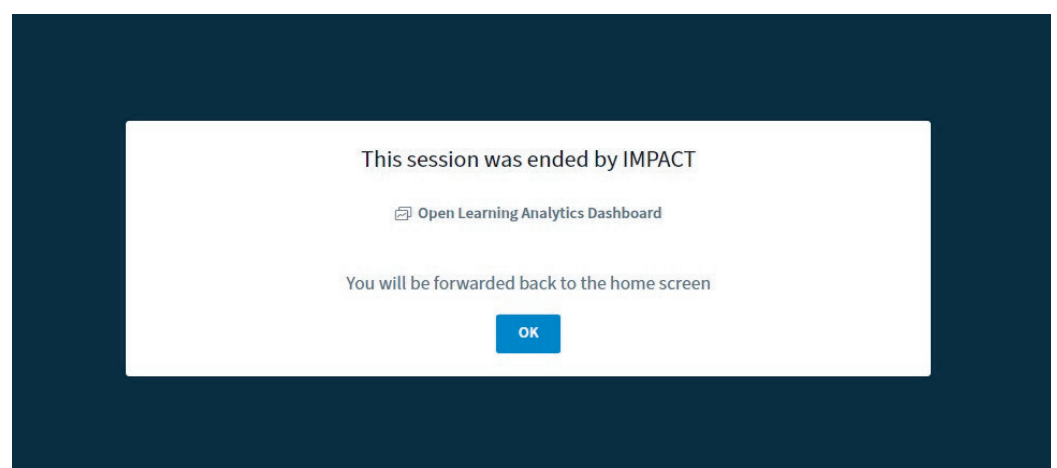 This session was ended by IMPACT
Open Learning Analytics Dashboard
You will be forwarded back to the home screen
OK